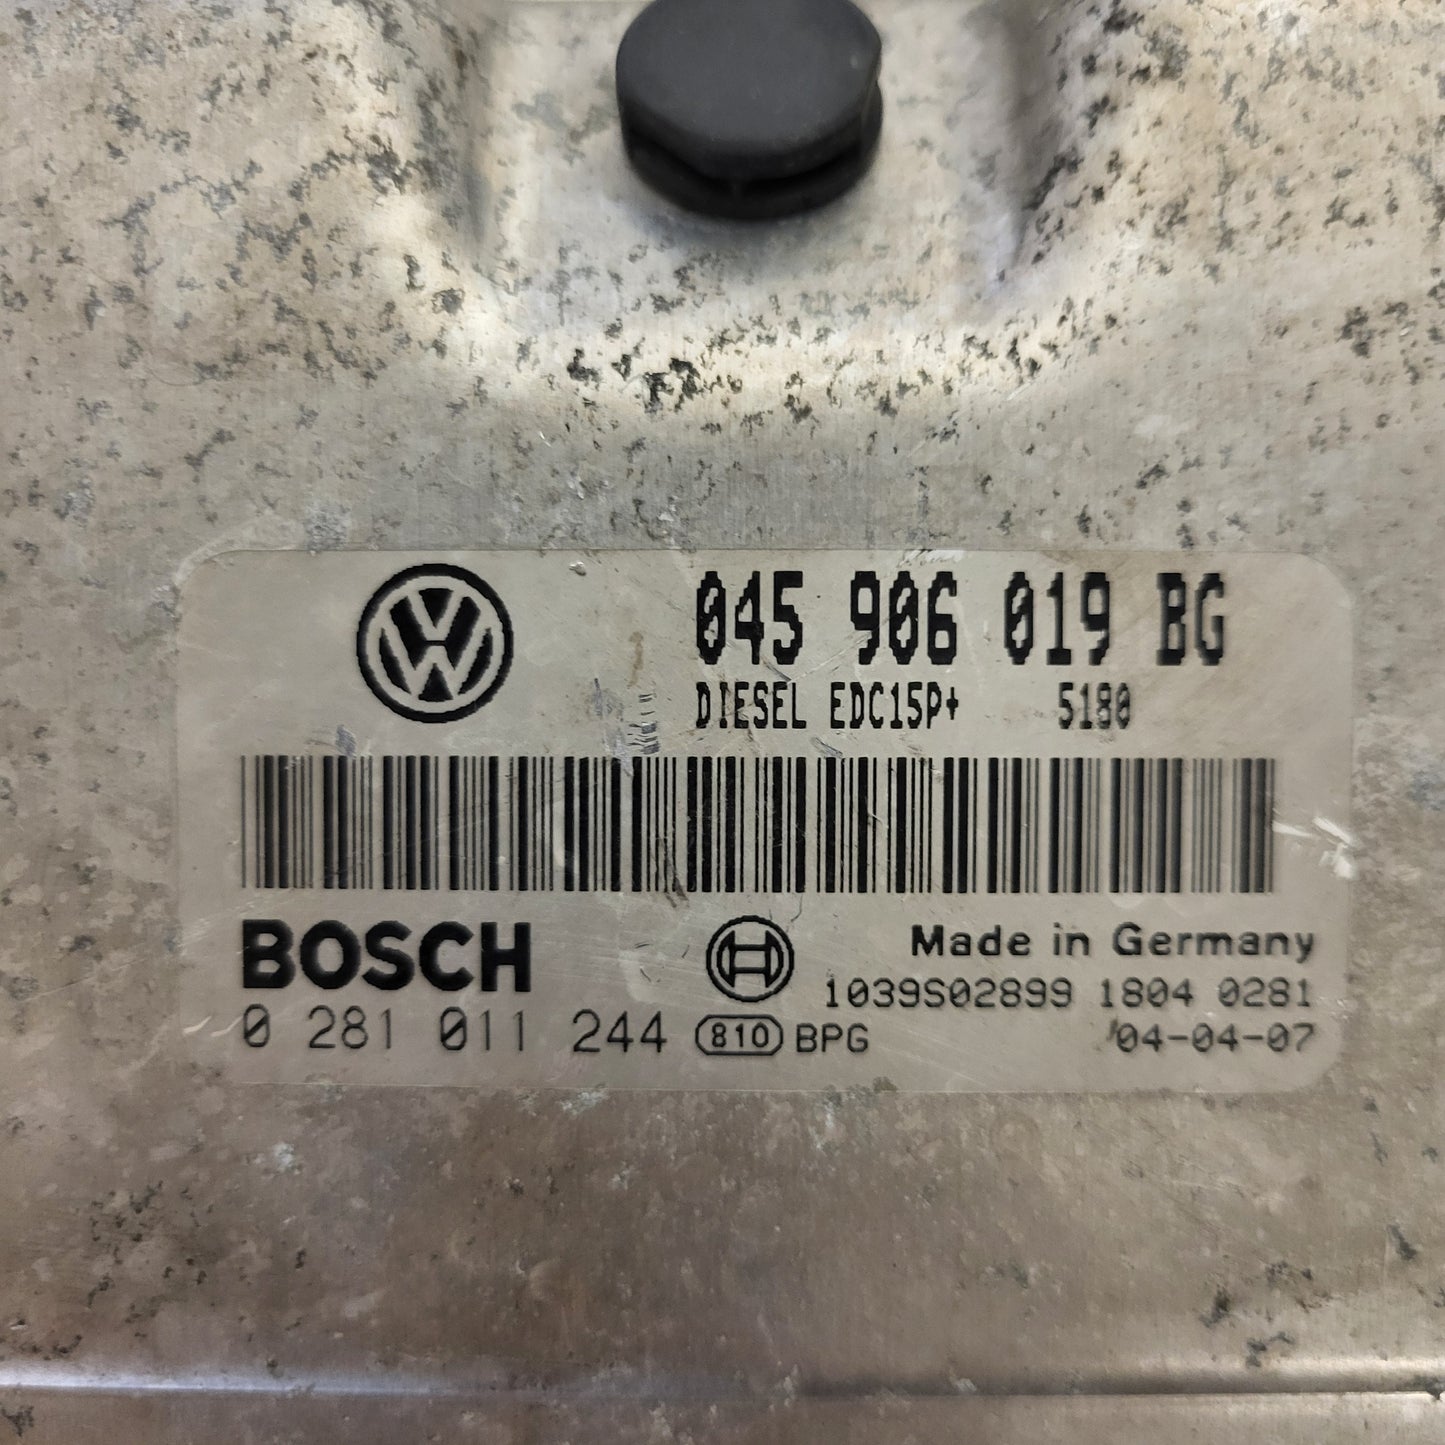 045 906 019 BG
DIESEL EDC15P+ 5180
BOSCH
Made in Germany
1039S02899 1804 0281
0 281 011 244 810 BPG 04-04-07